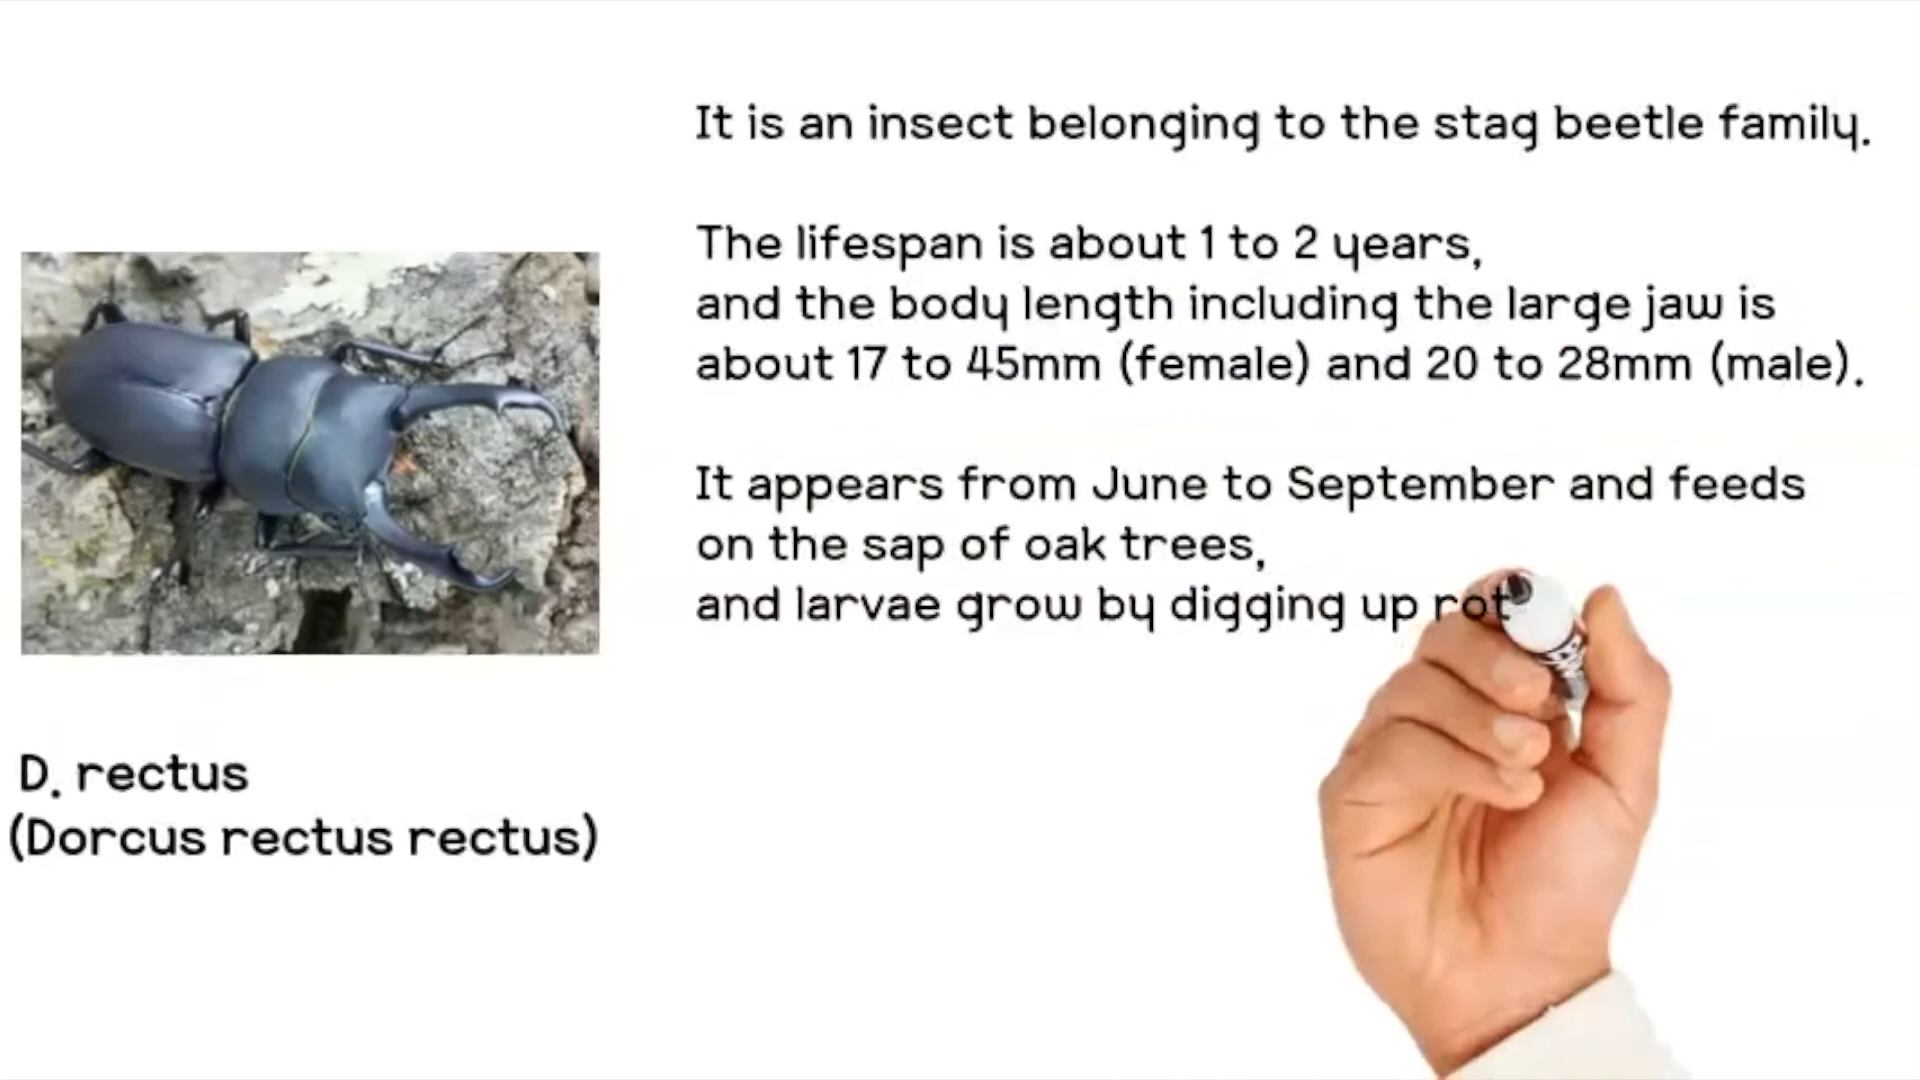 It is an insect belonging to the stag beetle family.
The lifespan is about 1 to 2 years,
and the body length including the large jaw is
about 17 to 45mm (female) and 20 to 28mm (male).
It appears from June to September and feeds
on the sap of oak trees,
and larvae grow by digging up rot
D. rectus
(Dorcus rectus rectus)